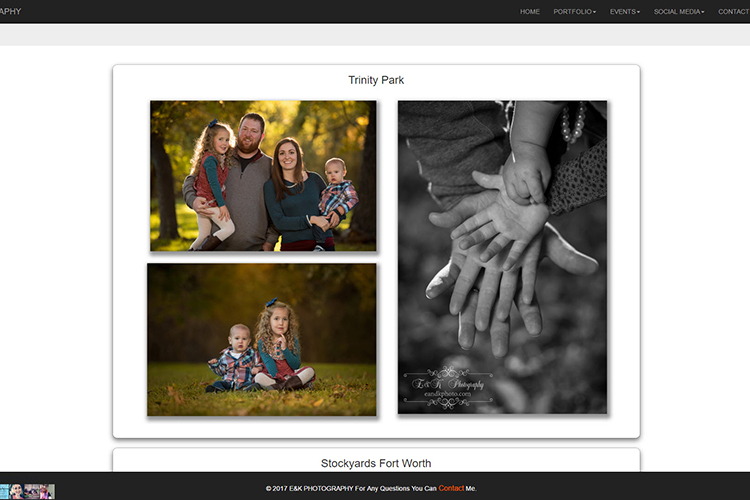 APHY
HOME PORTFOLIO EVENTS SOCIAL MEDIA CONTACT
Trinity Park
E&K Photography
eandkphoto.com
Stockyards Fort Worth
© 2017 E&K PHOTOGRAPHY For Any Questions You Can Contact Me.